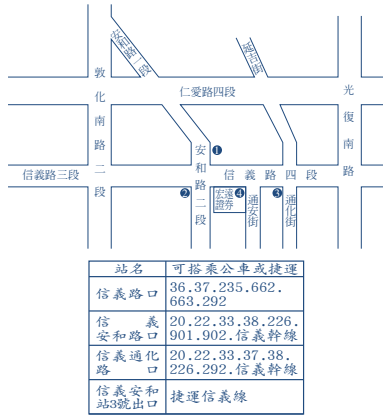 安和路一段
延吉街
敦化南路二段
仁愛路四段
光復南路
安和路二段
❶
信義路三段
信義路四段
❷
宏遠證券
❹
通安街
❸
通化街
站名 可搭乘公車或捷運
信義路口 36.37.235.662.
663.292
信義
安和路口 20.22.33.38.226.
901.902.信義幹線
信義通化
路口 20.22.33.37.38.
226.292.信義幹線
信義安和
站3號出口 捷運信義線